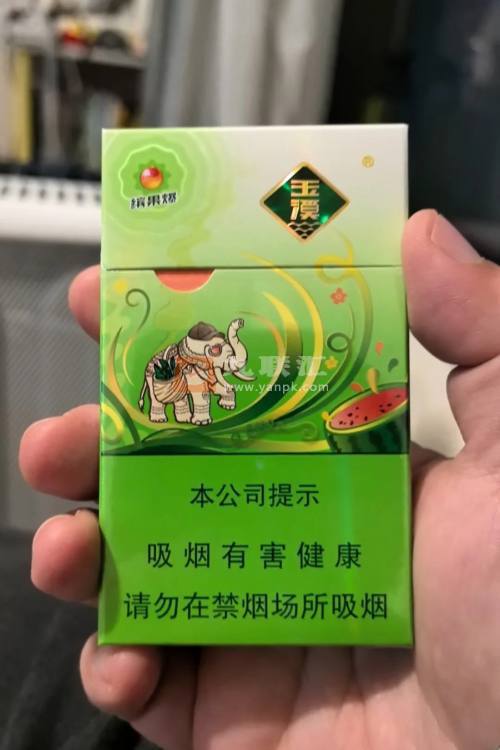 缤果爆
玉溪
®
联汇
www.yanpk.com
本公司提示
吸烟有害健康
请勿在禁烟场所吸烟